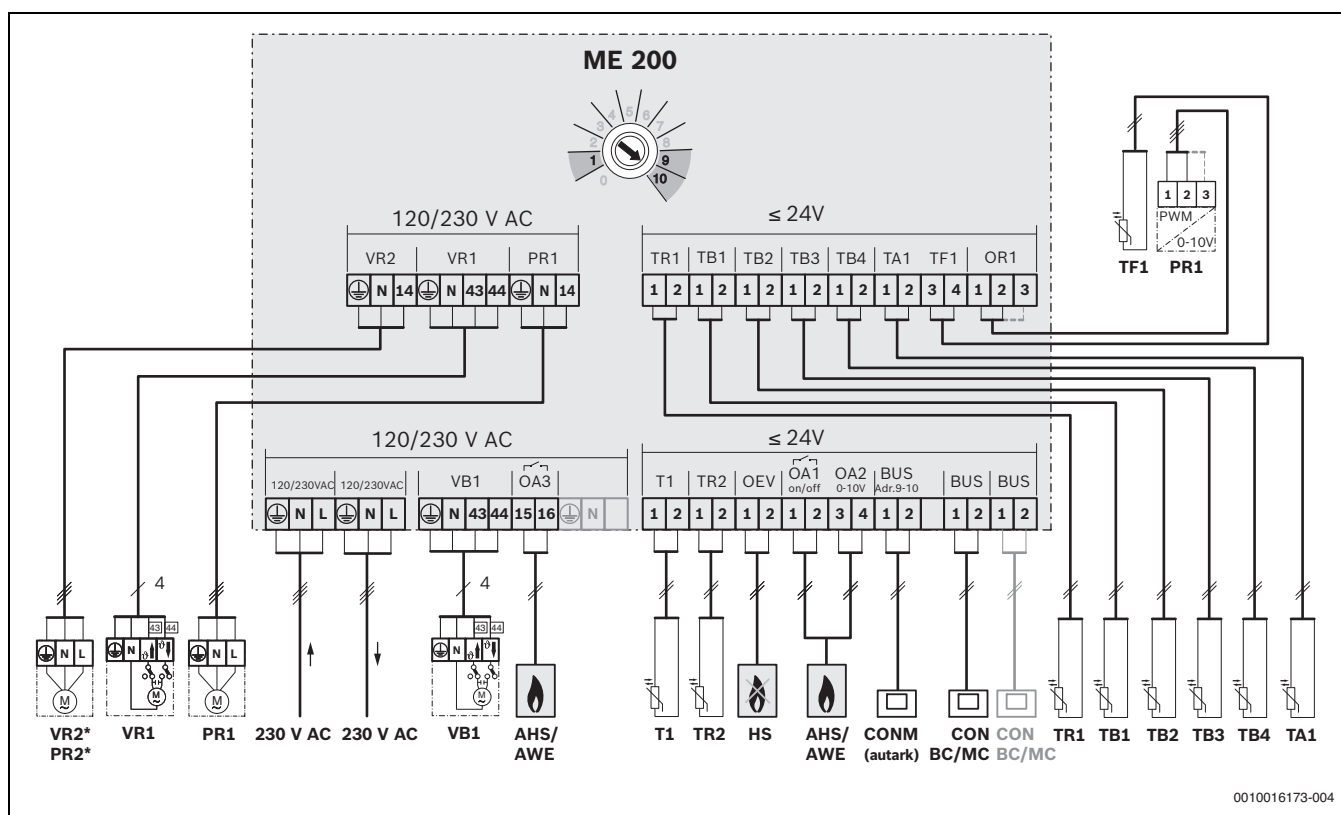 ME 200
0 1 2 3 4 5 6 7 8 9 10
120/230 V AC
≤ 24V
VR2 VR1 PR1
TR1 TB1 TB2 TB3 TB4 TA1 TF1 OR1
N 14 N 43 44 N 14
1 2 1 2 1 2 1 2 1 2 1 2 3 4 1 2 3
1 2 3
PWM
0-10V
TF1 PR1
120/230 V AC
≤ 24V
120/230VAC 120/230VAC VB1 OA3
T1 TR2 OEV OA1 OA2 BUS BUS BUS
on/off 0-10V Adr.9-10
N L N L N 43 44 15 16 N
1 2 1 2 1 2 1 2 3 4 1 2 1 2 1 2
4 4
43 44 43 44
N L N N L N
M M M M
VR2* VR1 PR1 230 V AC 230 V AC VB1 AHS/ T1 TR2 HS AHS/ CONM CON CON TR1 TB1 TB2 TB3 TB4 TA1
PR2* AWE AWE (autark) BC/MC BC/MC
0010016173-004